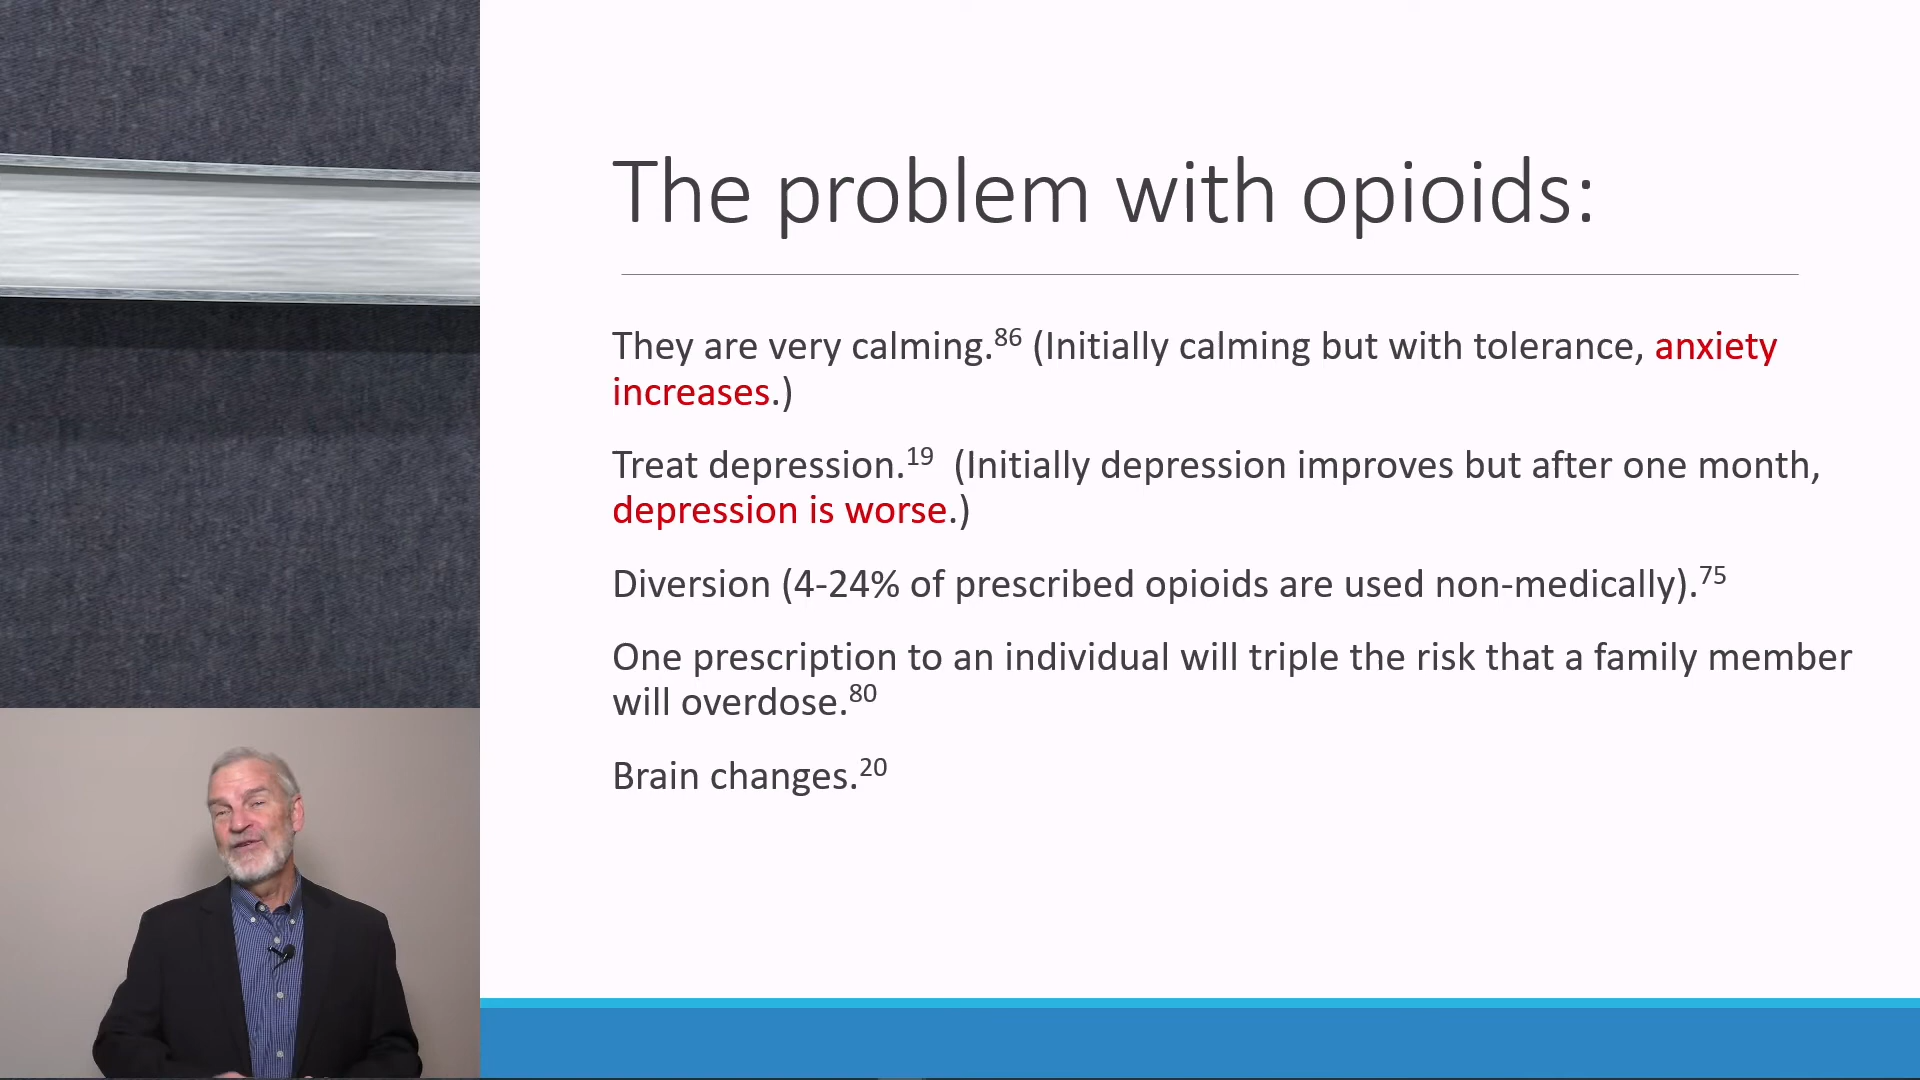 The problem with opioids:
They are very calming.86 (Initially calming but with tolerance, anxiety
increases.)
Treat depression.19 (Initially depression improves but after one month,
depression is worse.)
Diversion (4-24% of prescribed opioids are used non-medically).75
One prescription to an individual will triple the risk that a family member
will overdose.80
Brain changes.20